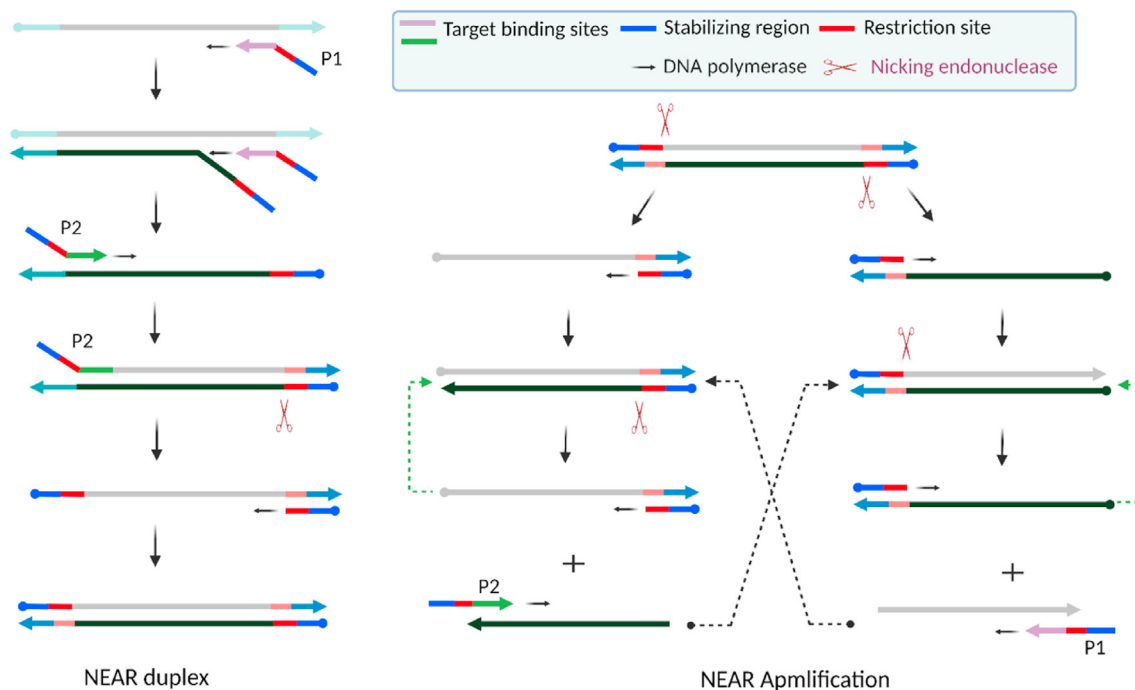 Target binding sites
Stabilizing region
Restriction site
DNA polymerase
Nicking endonuclease
P1
P2
P2
NEAR duplex
P2
+
+
P1
NEAR Apmlification